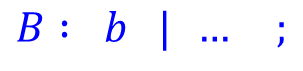 B : b | … ;